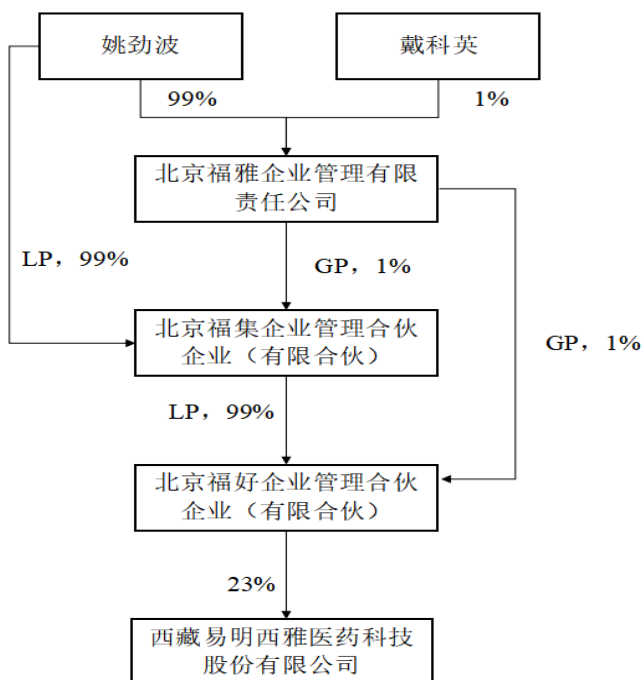 姚劲波
戴科英
99%
1%
北京福雅企业管理有限
责任公司
LP，99%
GP，1%
北京福集企业管理合伙
企业（有限合伙）
GP，1%
LP，99%
北京福好企业管理合伙
企业（有限合伙）
23%
西藏易明西雅医药科技
股份有限公司